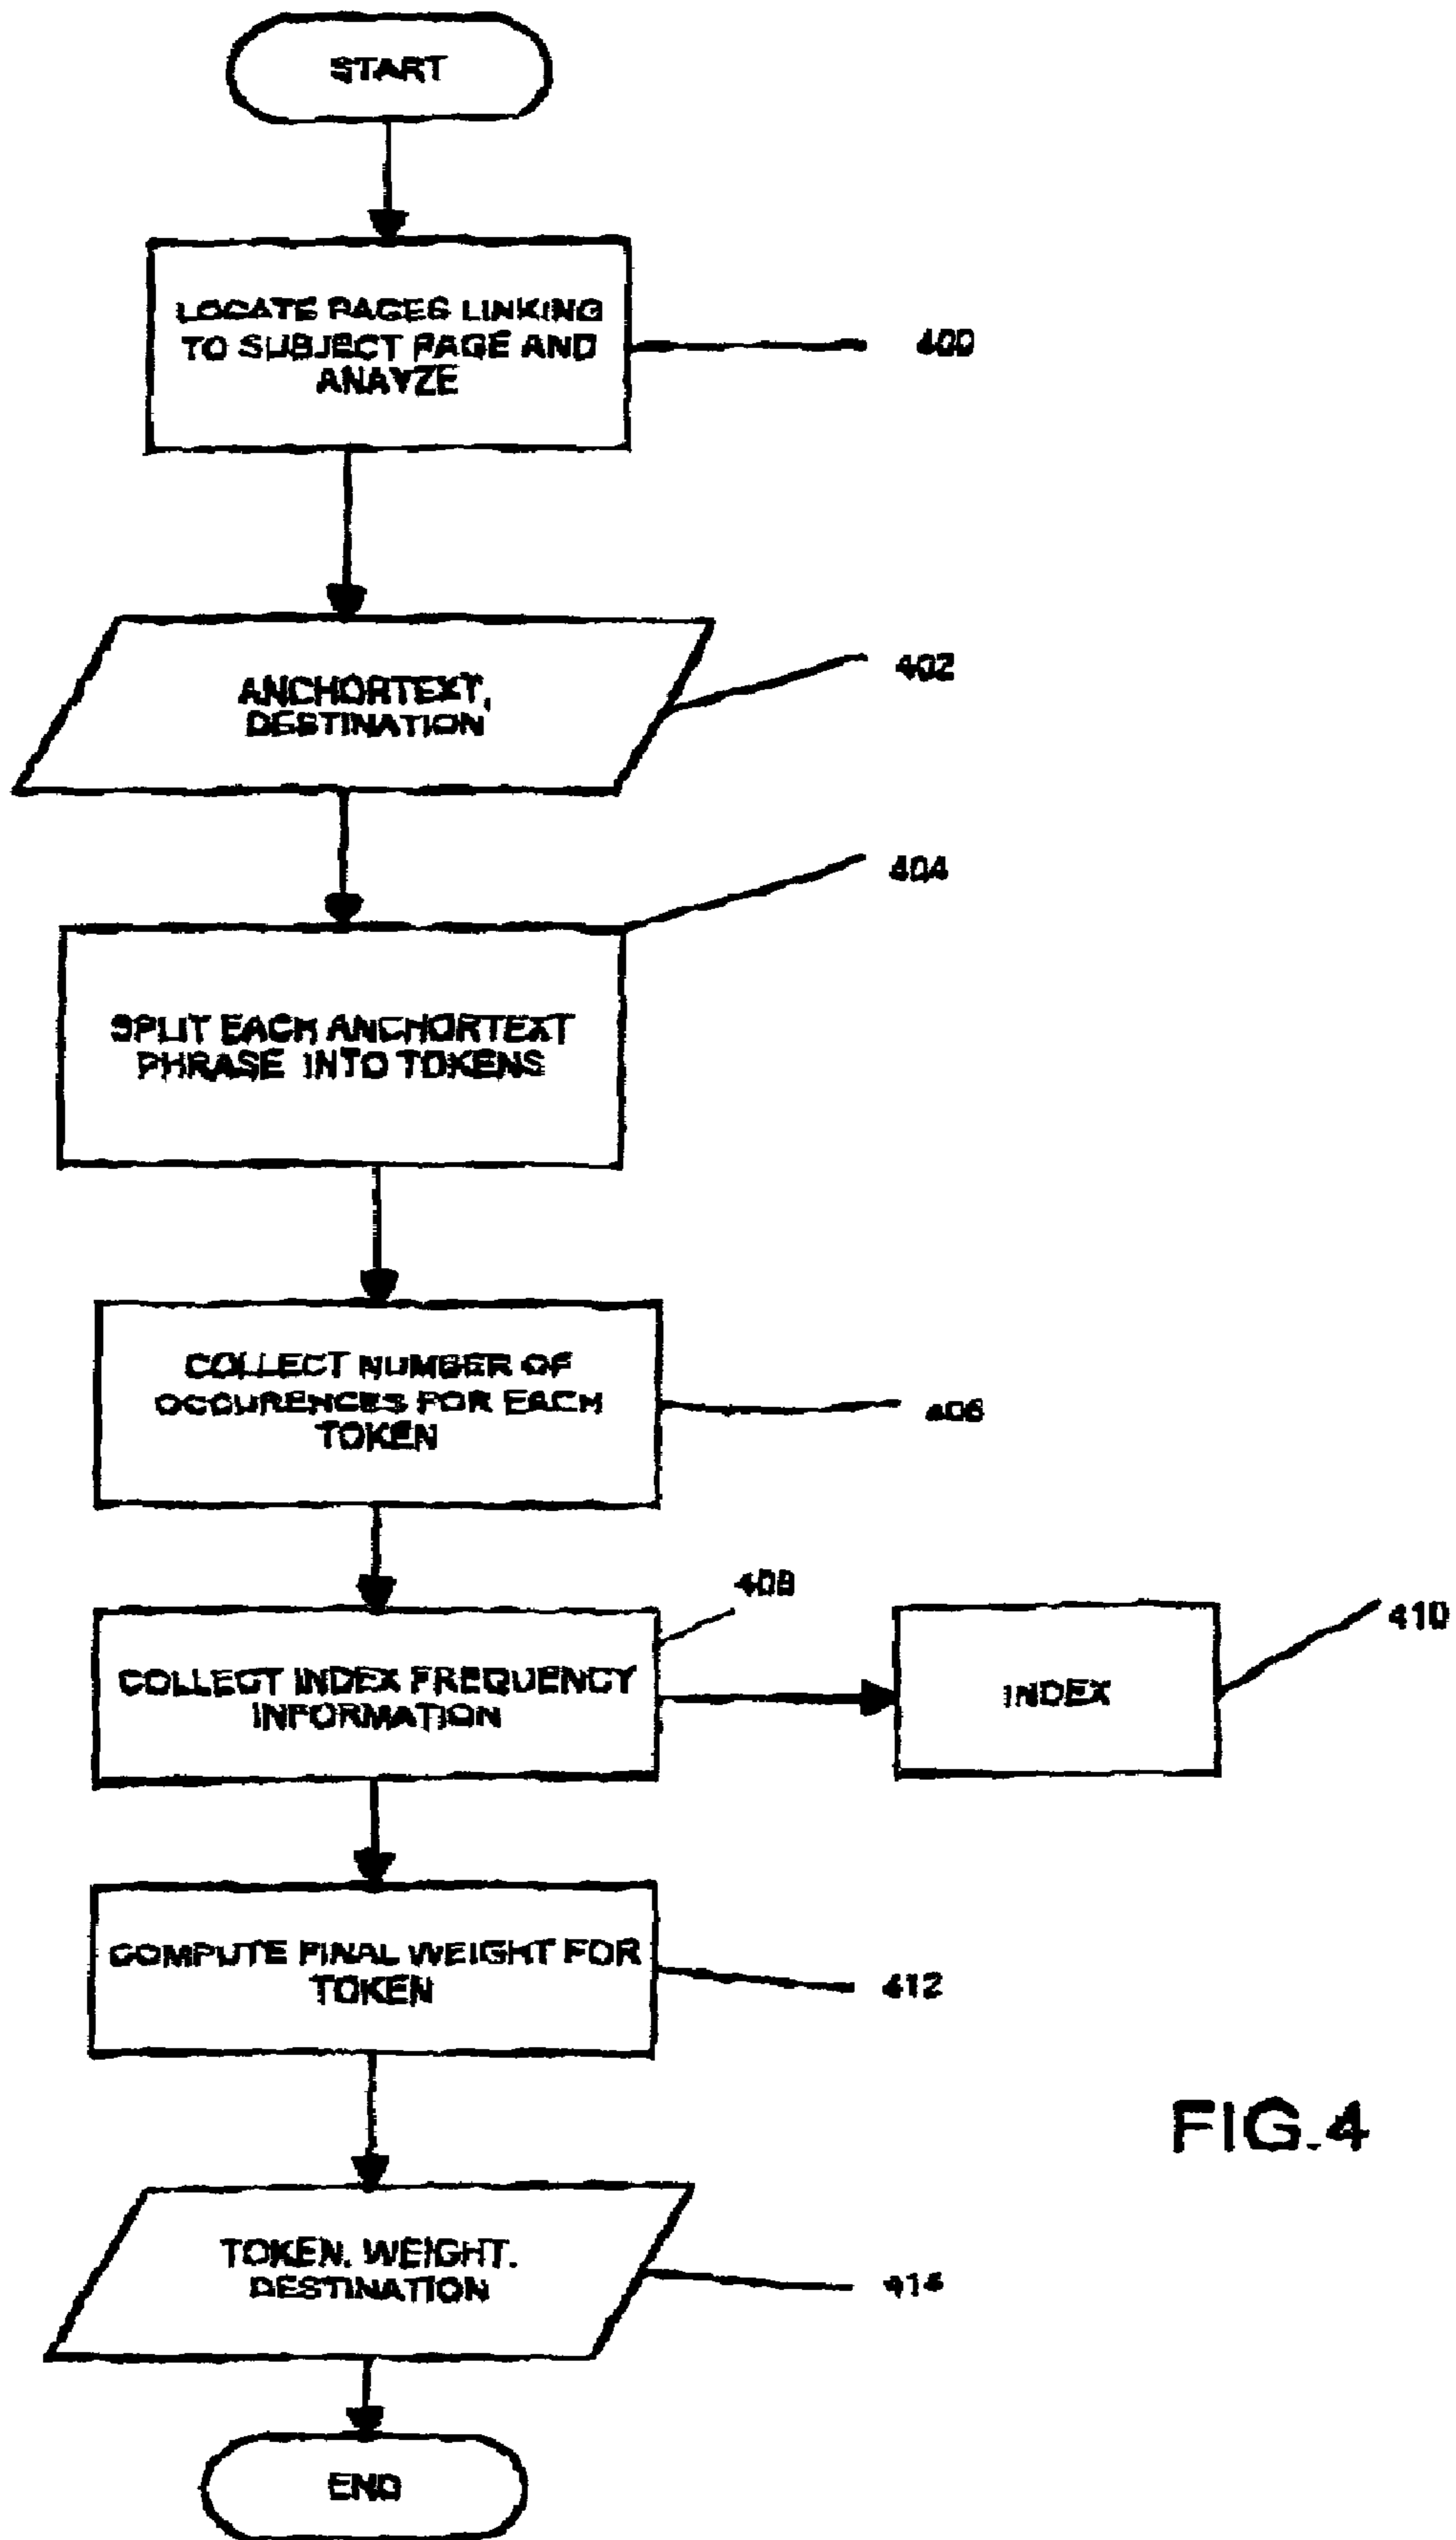 START
LOCATE PAGES LINKING
TO SUBJECT PAGE AND
ANAYZE
400
ANCHORTEXT,
DESTINATION
402
404
SPLIT EACH ANCHORTEXT
PHRASE INTO TOKENS
COLLECT NUMBER OF
OCCURENCES FOR EACH
TOKEN
406
408
COLLECT INDEX FREQUENCY
INFORMATION
INDEX
410
COMPUTE FINAL WEIGHT FOR
TOKEN
412
FIG.4
TOKEN, WEIGHT,
DESTINATION
414
END